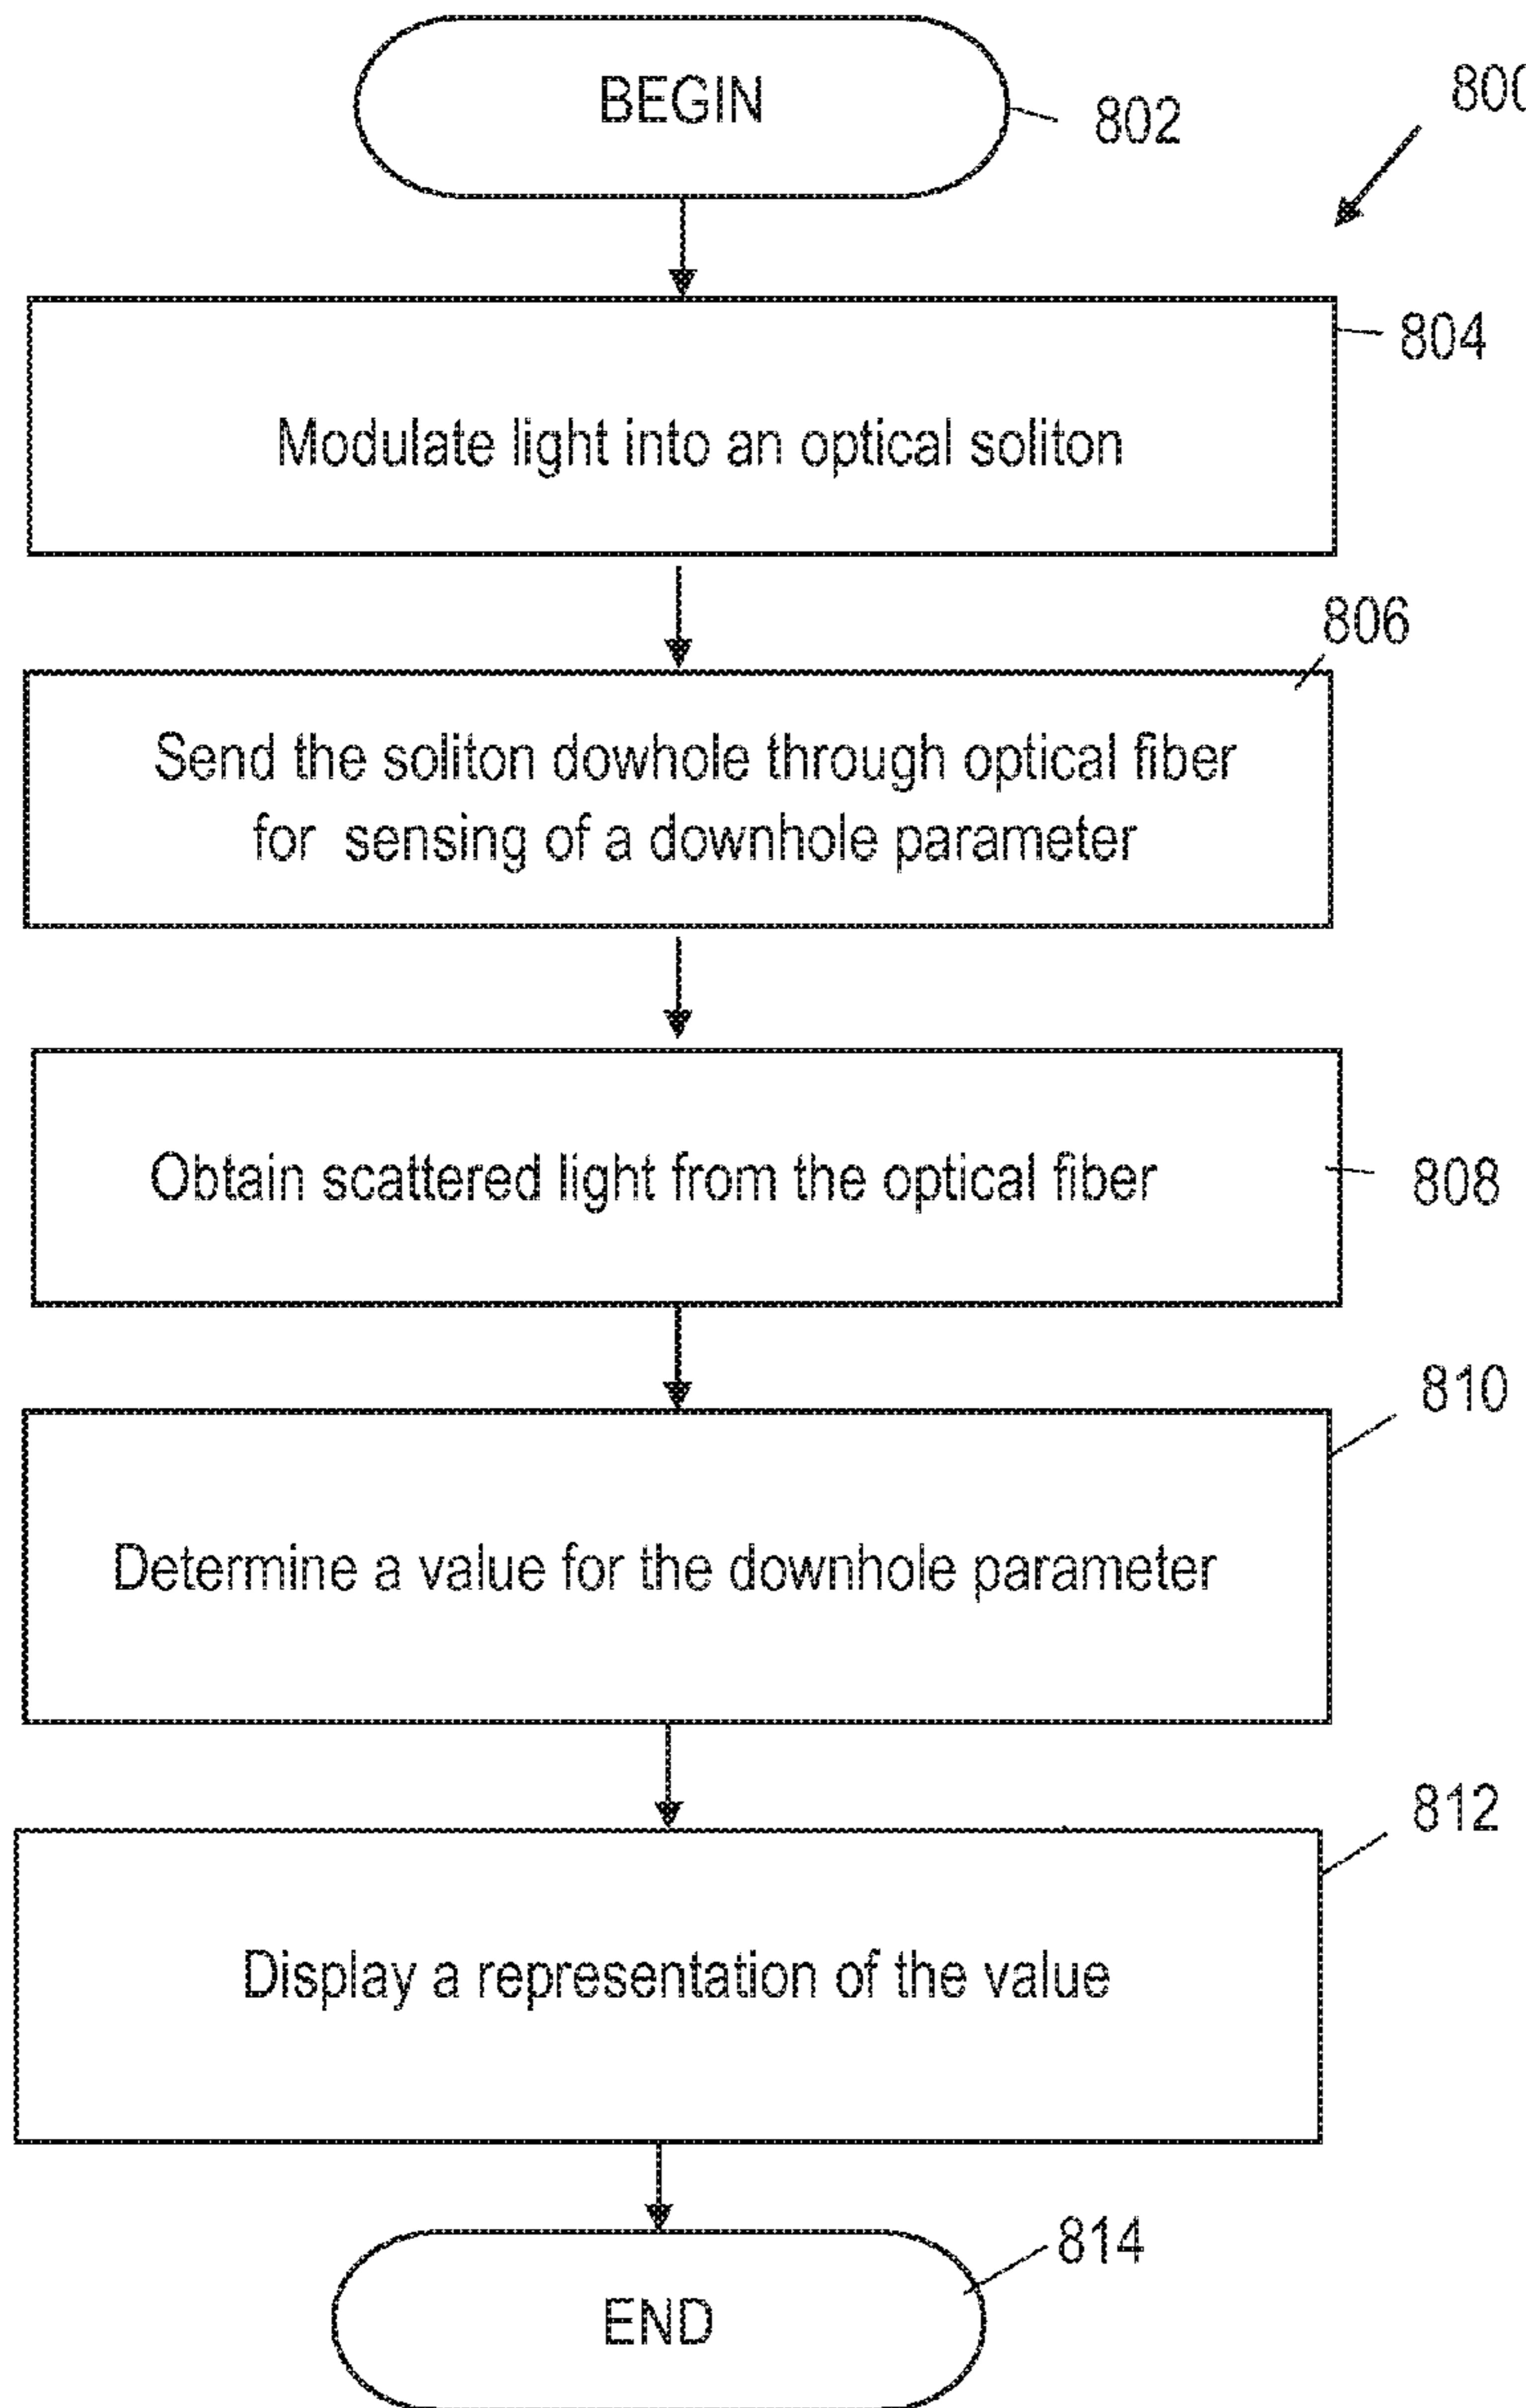 BEGIN
802
800
804
Modulate light into an optical soliton
806
Send the soliton dowhole through optical fiber
for sensing of a downhole parameter
Obtain scattered light from the optical fiber
808
810
Determine a value for the downhole parameter
812
Display a representation of the value
814
END